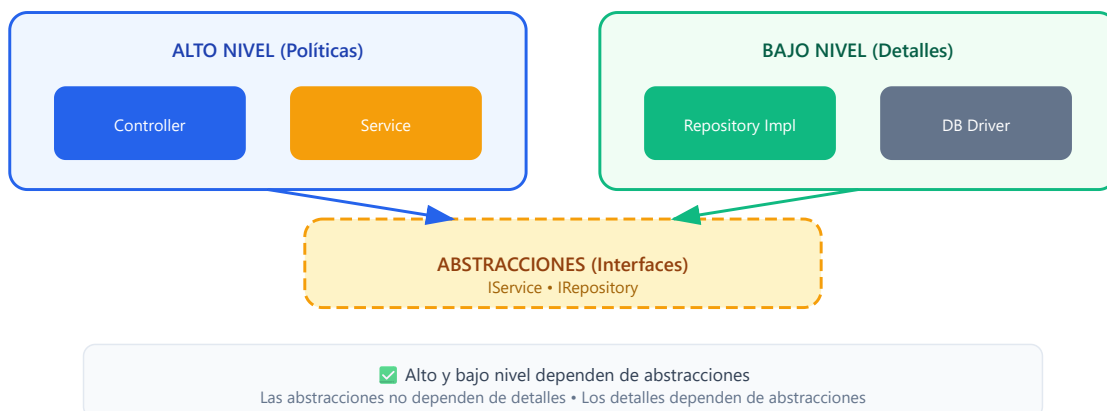 ALTO NIVEL (Políticas)
Controller
Service
BAJO NIVEL (Detalles)
Repository Impl
DB Driver
ABSTRACCIONES (Interfaces)
IService • IRepository
✅ Alto y bajo nivel dependen de abstracciones
Las abstracciones no dependen de detalles • Los detalles dependen de abstracciones